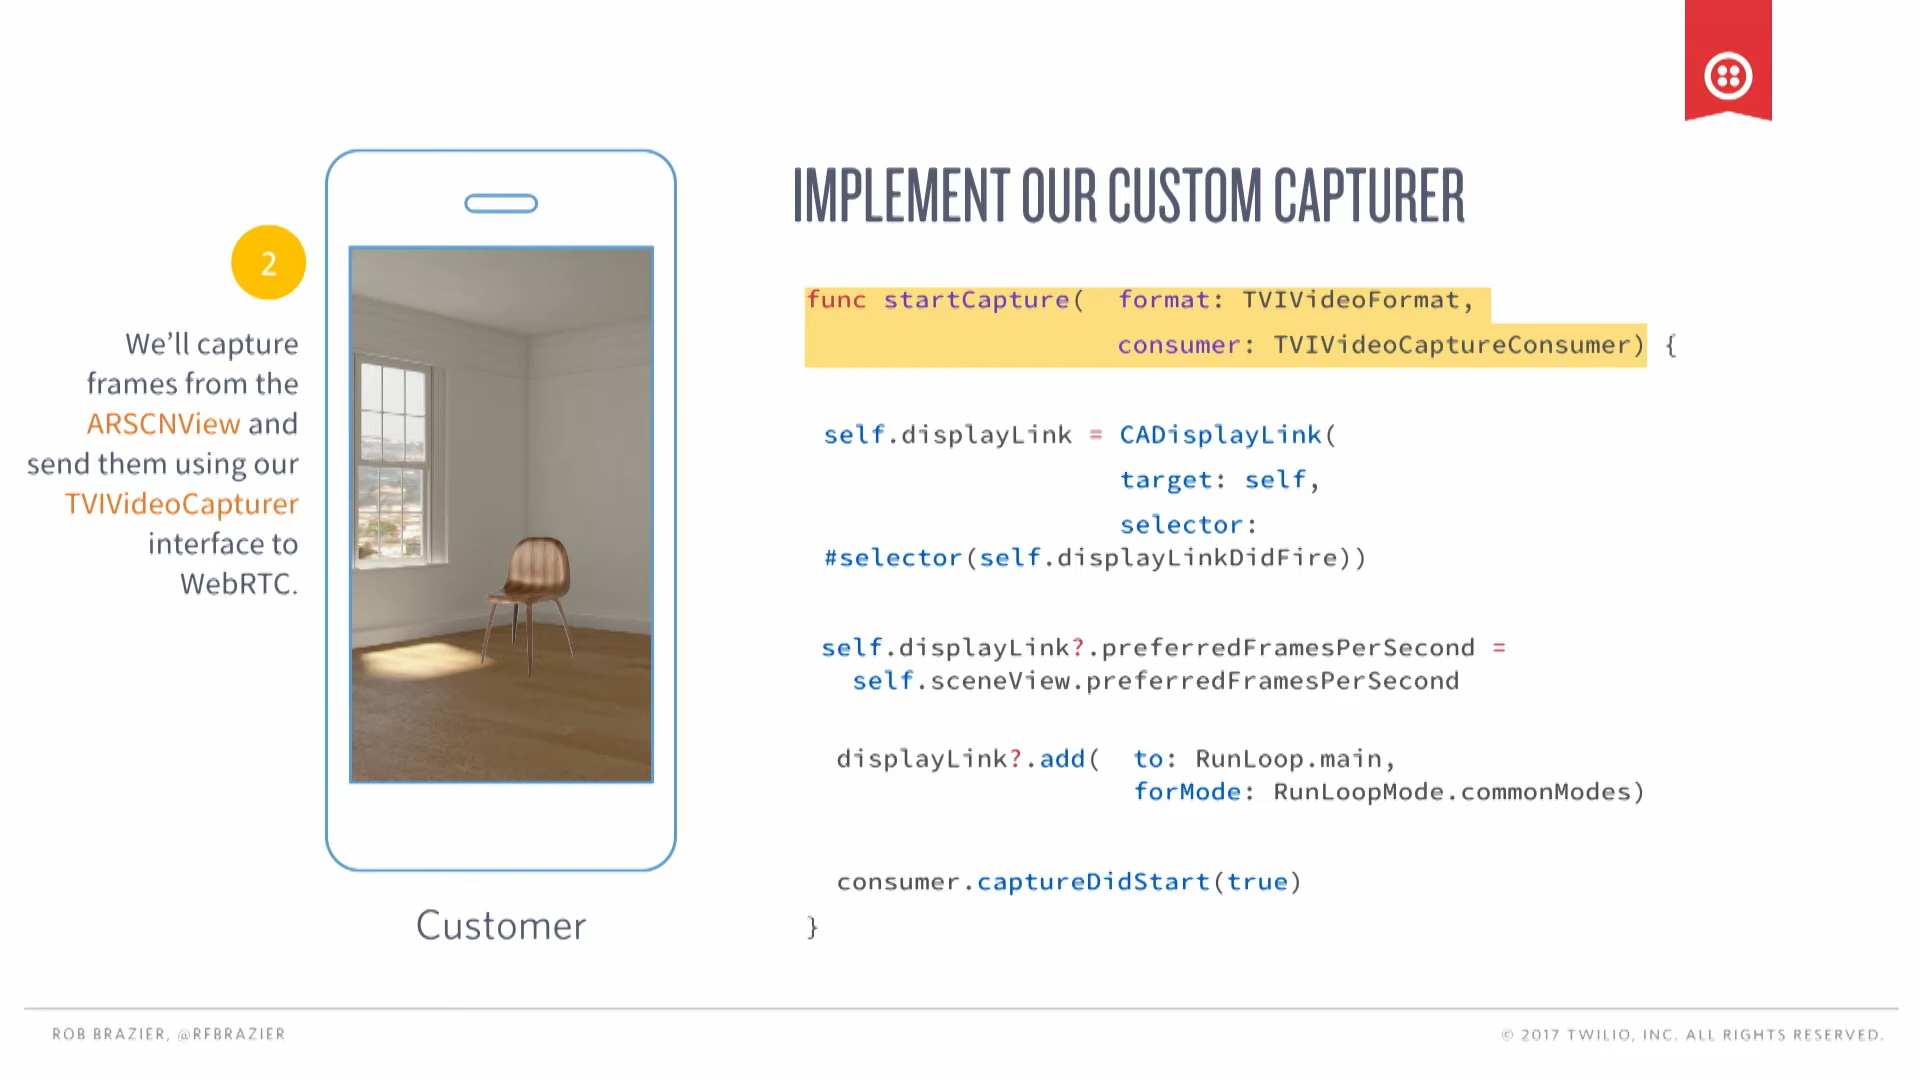 IMPLEMENT OUR CUSTOM CAPTURER
2
We’ll capture
frames from the
ARSCNView and
send them using our
TVIVideoCapturer
interface to
WebRTC.
Customer
func startCapture( format: TVIVideoFormat,
consumer: TVIVideoCaptureConsumer) {
self.displayLink = CADisplayLink(
target: self,
selector:
#selector(self.displayLinkDidFire))
self.displayLink?.preferredFramesPerSecond =
self.sceneView.preferredFramesPerSecond
displayLink?.add( to: RunLoop.main,
forMode: RunLoopMode.commonModes)
consumer.captureDidStart(true)
}
ROB BRAZIER, @RFBRAZIER
© 2017 TWILIO, INC. ALL RIGHTS RESERVED.